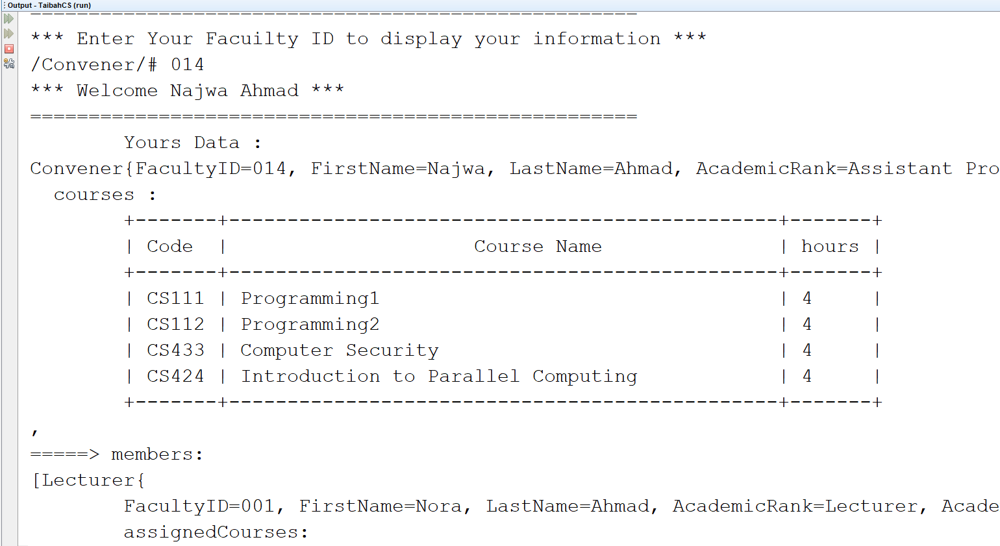 Output - TaibahCS (run)
====================================================
*** Enter Your Facuilty ID to display your information ***
/Convener/# 014
*** Welcome Najwa Ahmad ***
====================================================
        Yours Data :
Convener{FacultyID=014, FirstName=Najwa, LastName=Ahmad, AcademicRank=Assistant Pro
  courses :
        +-------+-----------------------------------------------+-------+
        | Code  |                     Course Name               | hours |
        +-------+-----------------------------------------------+-------+
        | CS111 | Programming1                                  | 4     |
        | CS112 | Programming2                                  | 4     |
        | CS433 | Computer Security                             | 4     |
        | CS424 | Introduction to Parallel Computing            | 4     |
        +-------+-----------------------------------------------+-------+
,
=====> members:
[Lecturer{
        FacultyID=001, FirstName=Nora, LastName=Ahmad, AcademicRank=Lecturer, Acade
        assignedCourses: